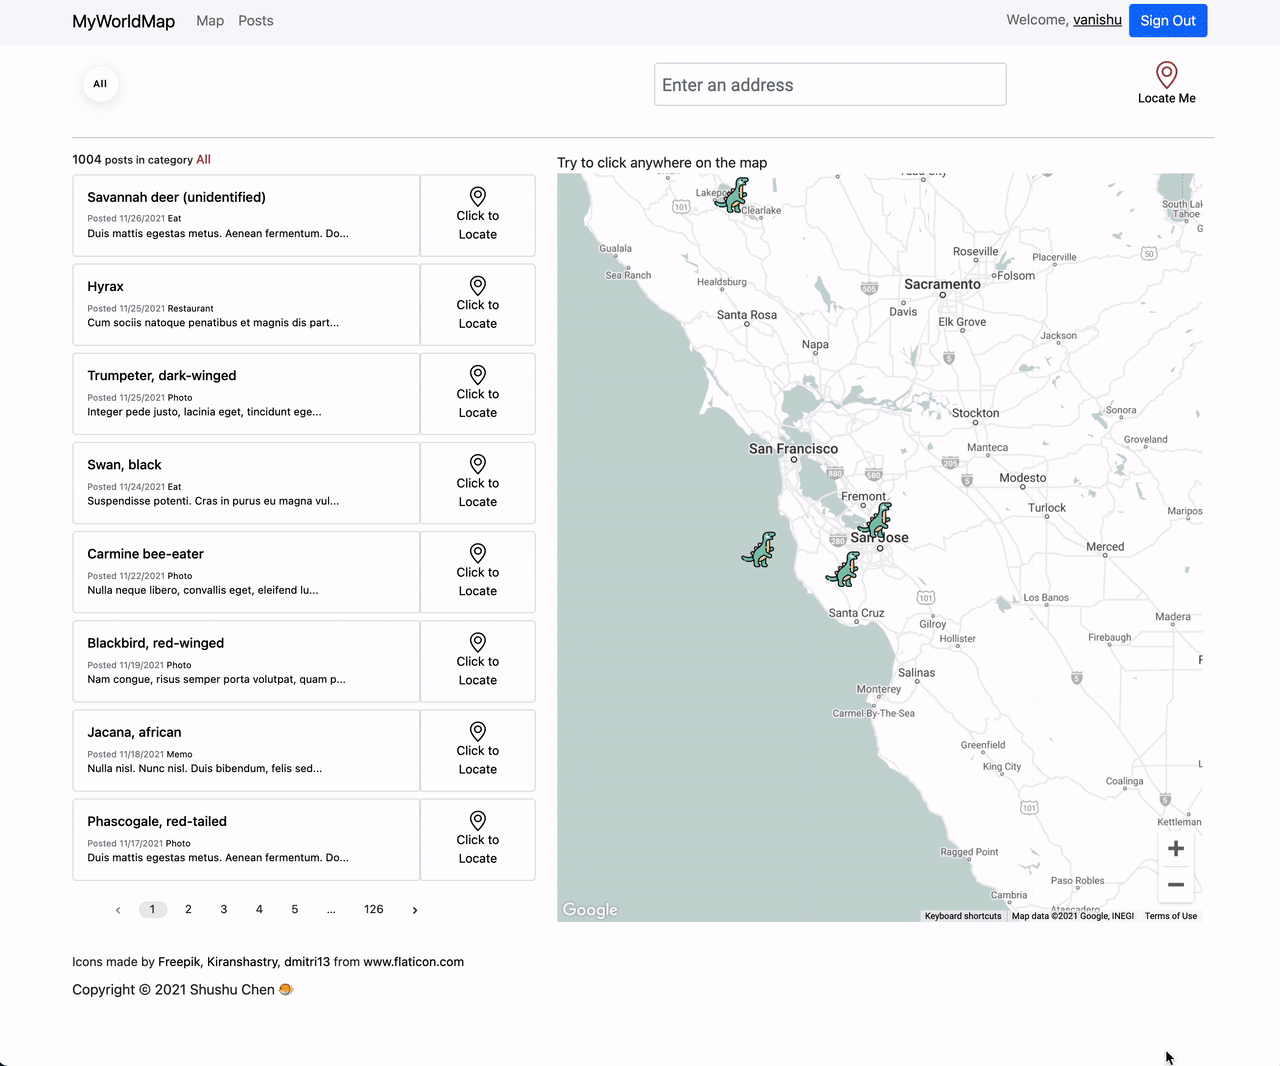 MyWorldMap Map Posts Welcome, vanishu Sign Out
All
Enter an address
Locate Me
1004 posts in category All
Savannah deer (unidentified)
Posted 11/26/2021 Eat
Duis mattis egestas metus. Aenean fermentum. Do...
Click to
Locate
Hyrax
Posted 11/25/2021 Restaurant
Cum sociis natoque penatibus et magnis dis part...
Click to
Locate
Trumpeter, dark-winged
Posted 11/25/2021 Photo
Integer pede justo, lacinia eget, tincidunt ege...
Click to
Locate
Swan, black
Posted 11/24/2021 Eat
Suspendisse potenti. Cras in purus eu magna vul...
Click to
Locate
Carmine bee-eater
Posted 11/22/2021 Photo
Nulla neque libero, convallis eget, eleifend lu...
Click to
Locate
Blackbird, red-winged
Posted 11/19/2021 Photo
Nam congue, risus semper porta volutpat, quam p...
Click to
Locate
Jacana, african
Posted 11/18/2021 Memo
Nulla nisl. Nunc nisl. Duis bibendum, felis sed...
Click to
Locate
Phascogale, red-tailed
Posted 11/17/2021 Photo
Duis mattis egestas metus. Aenean fermentum. Do...
Click to
Locate
‹ 1 2 3 4 5 ... 126 ›
Try to click anywhere on the map
101
Clearlake
South Lak
Tahoe
Gualala
Sea Ranch
Roseville
Placerville
50
Folsom
Healdsburg
Sacramento
505
Davis
Santa Rosa
Elk Grove
Jackson
Napa
5
Stockton
Sonora
Groveland
San Francisco
Manteca
205
880
580
5
Modesto
Fremont
Turlock
Maripos
280
San Jose
Merced
101
Los Banos
Santa Cruz
Gilroy
Madera
Hollister
Firebaugh
Salinas
5
Monterey
Carmel-By-The-Sea
Greenfield
King City
Coalinga
101
5
Kettleman
Ragged Point
Paso Robles
Cambria
Atascadero
+
−
Google
Keyboard shortcuts Map data ©2021 Google, INEGI Terms of Use
Icons made by Freepik, Kiranshastry, dmitri13 from www.flaticon.com
Copyright © 2021 Shushu Chen